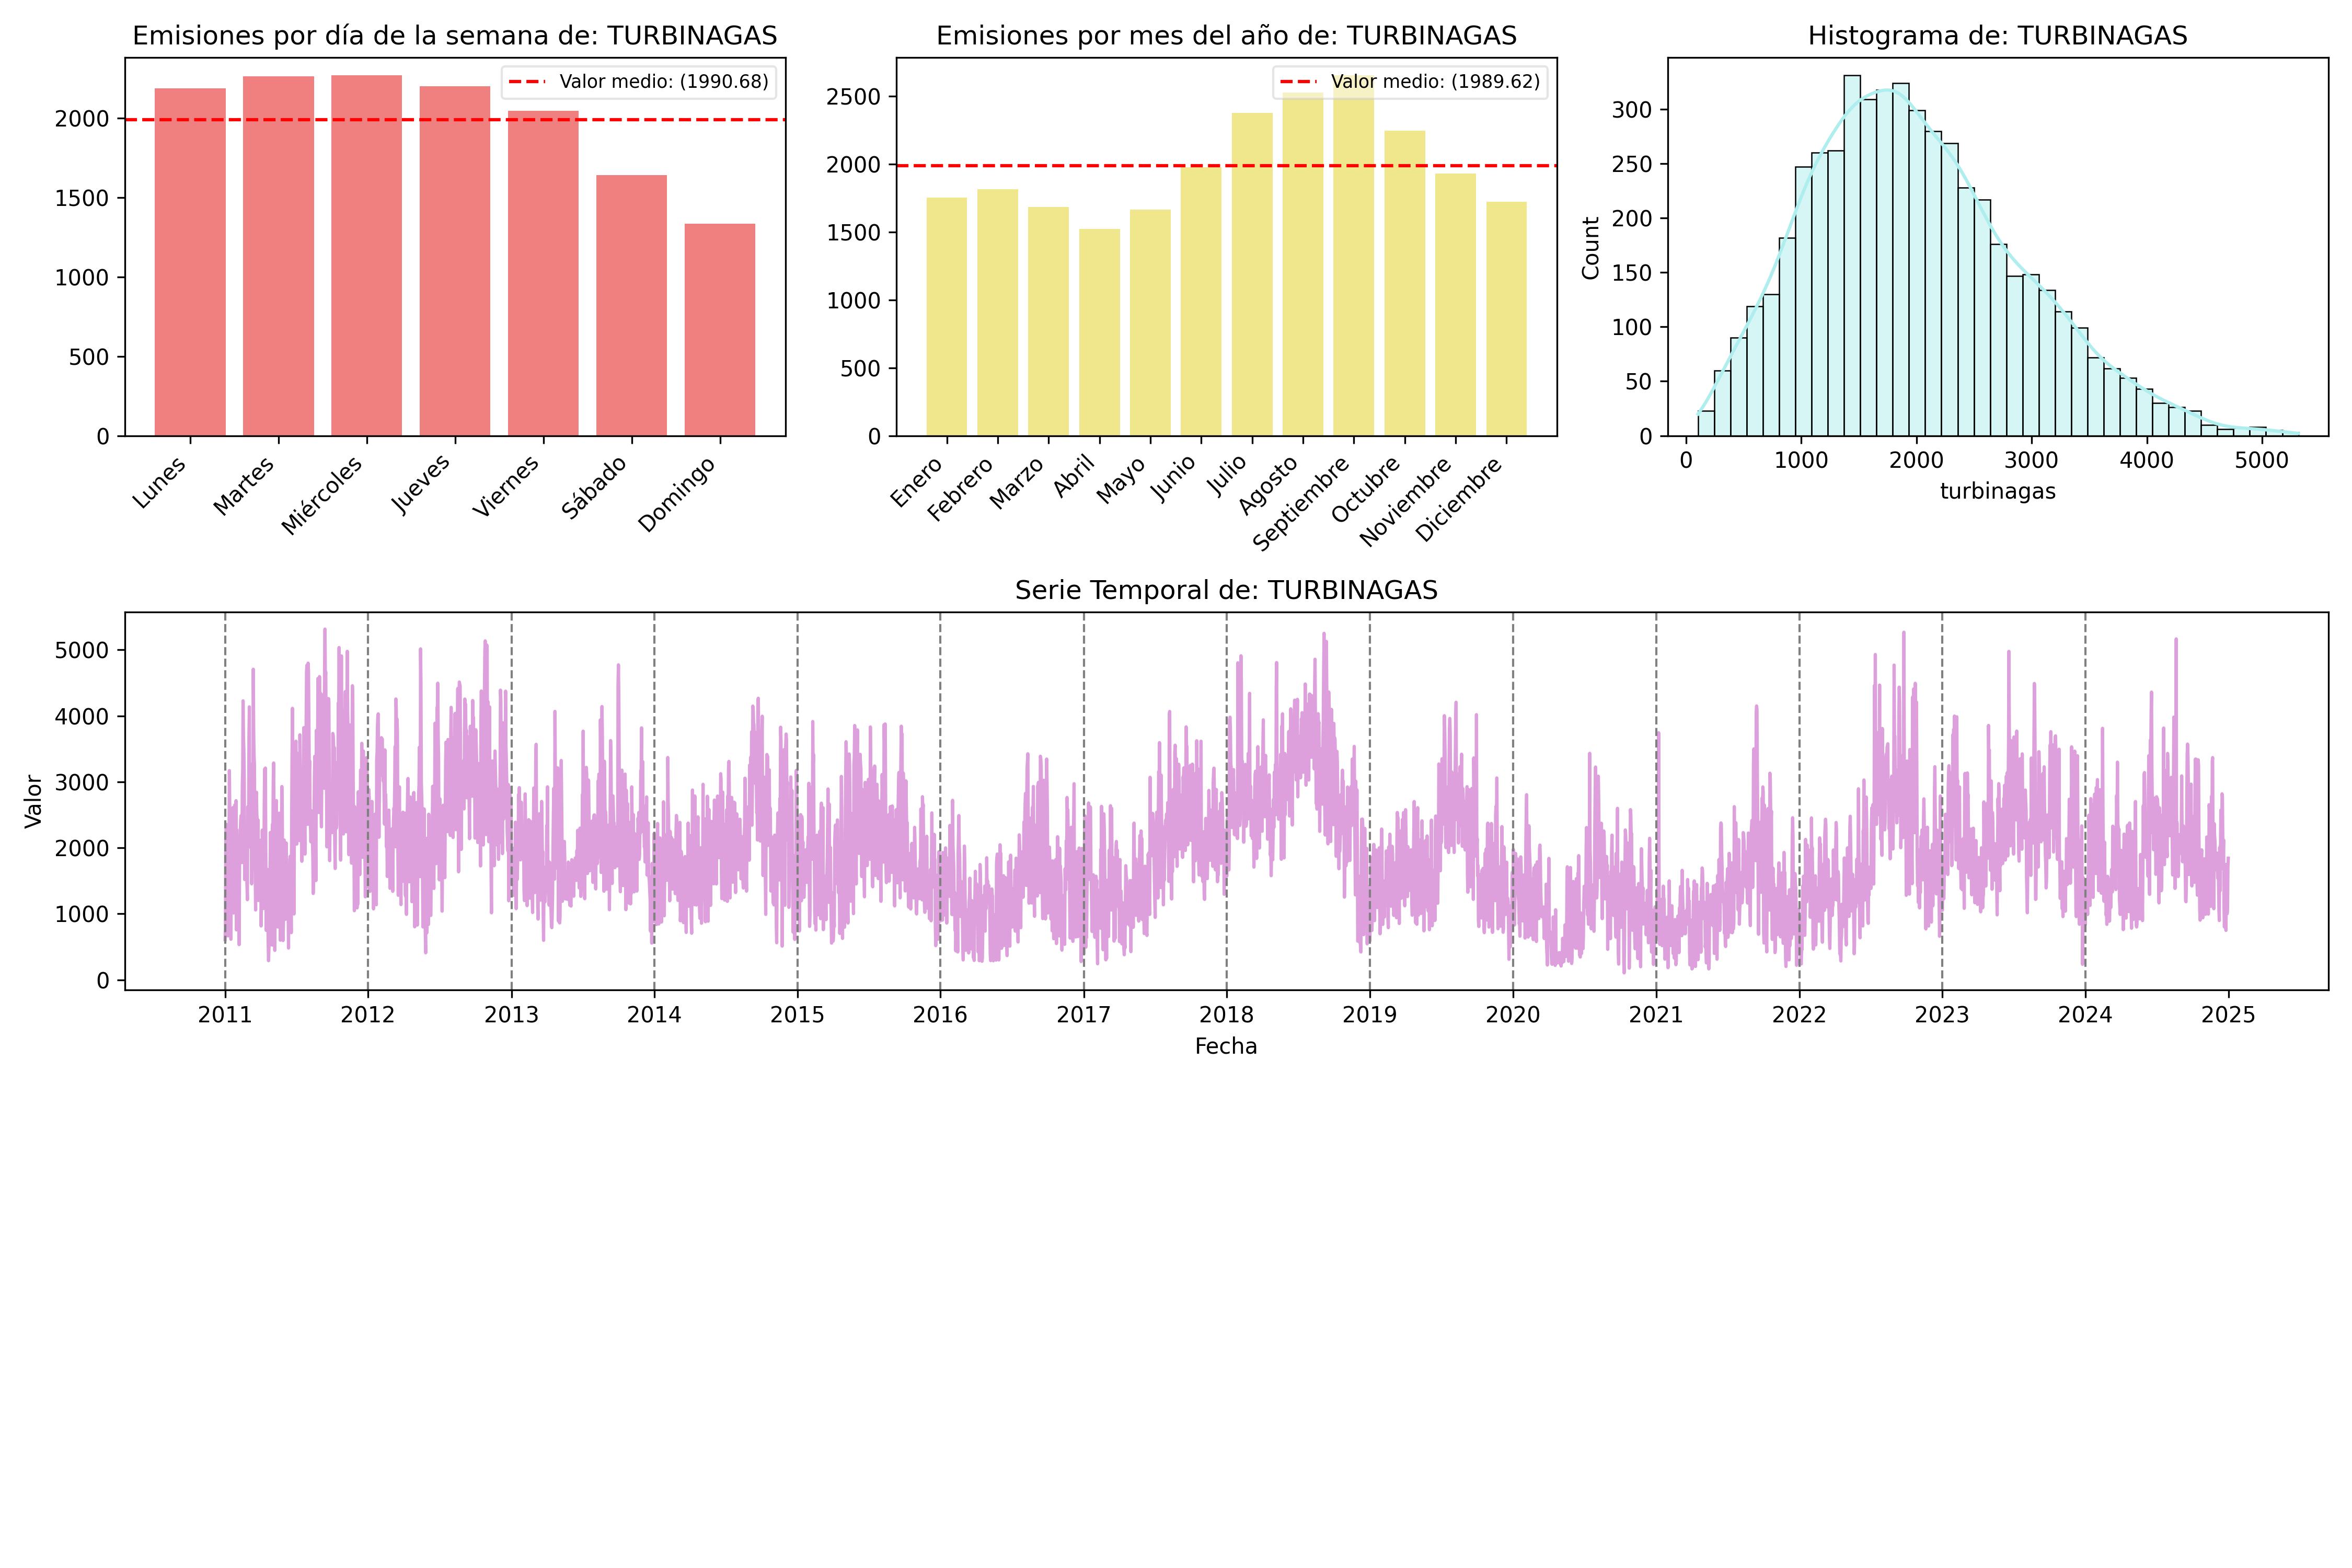 Emisiones por día de la semana de: TURBINAGAS
Valor medio: (1990.68)
2000
1500
1000
500
0
Lunes
Martes
Miércoles
Jueves
Viernes
Sábado
Domingo
Emisiones por mes del año de: TURBINAGAS
Valor medio: (1989.62)
2500
2000
1500
1000
500
0
Enero
Febrero
Marzo
Abril
Mayo
Junio
Julio
Agosto
Septiembre
Octubre
Noviembre
Diciembre
Histograma de: TURBINAGAS
Count
300
250
200
150
100
50
0
0 1000 2000 3000 4000 5000
turbinagas
Serie Temporal de: TURBINAGAS
Valor
5000
4000
3000
2000
1000
0
2011 2012 2013 2014 2015 2016 2017 2018 2019 2020 2021 2022 2023 2024 2025
Fecha